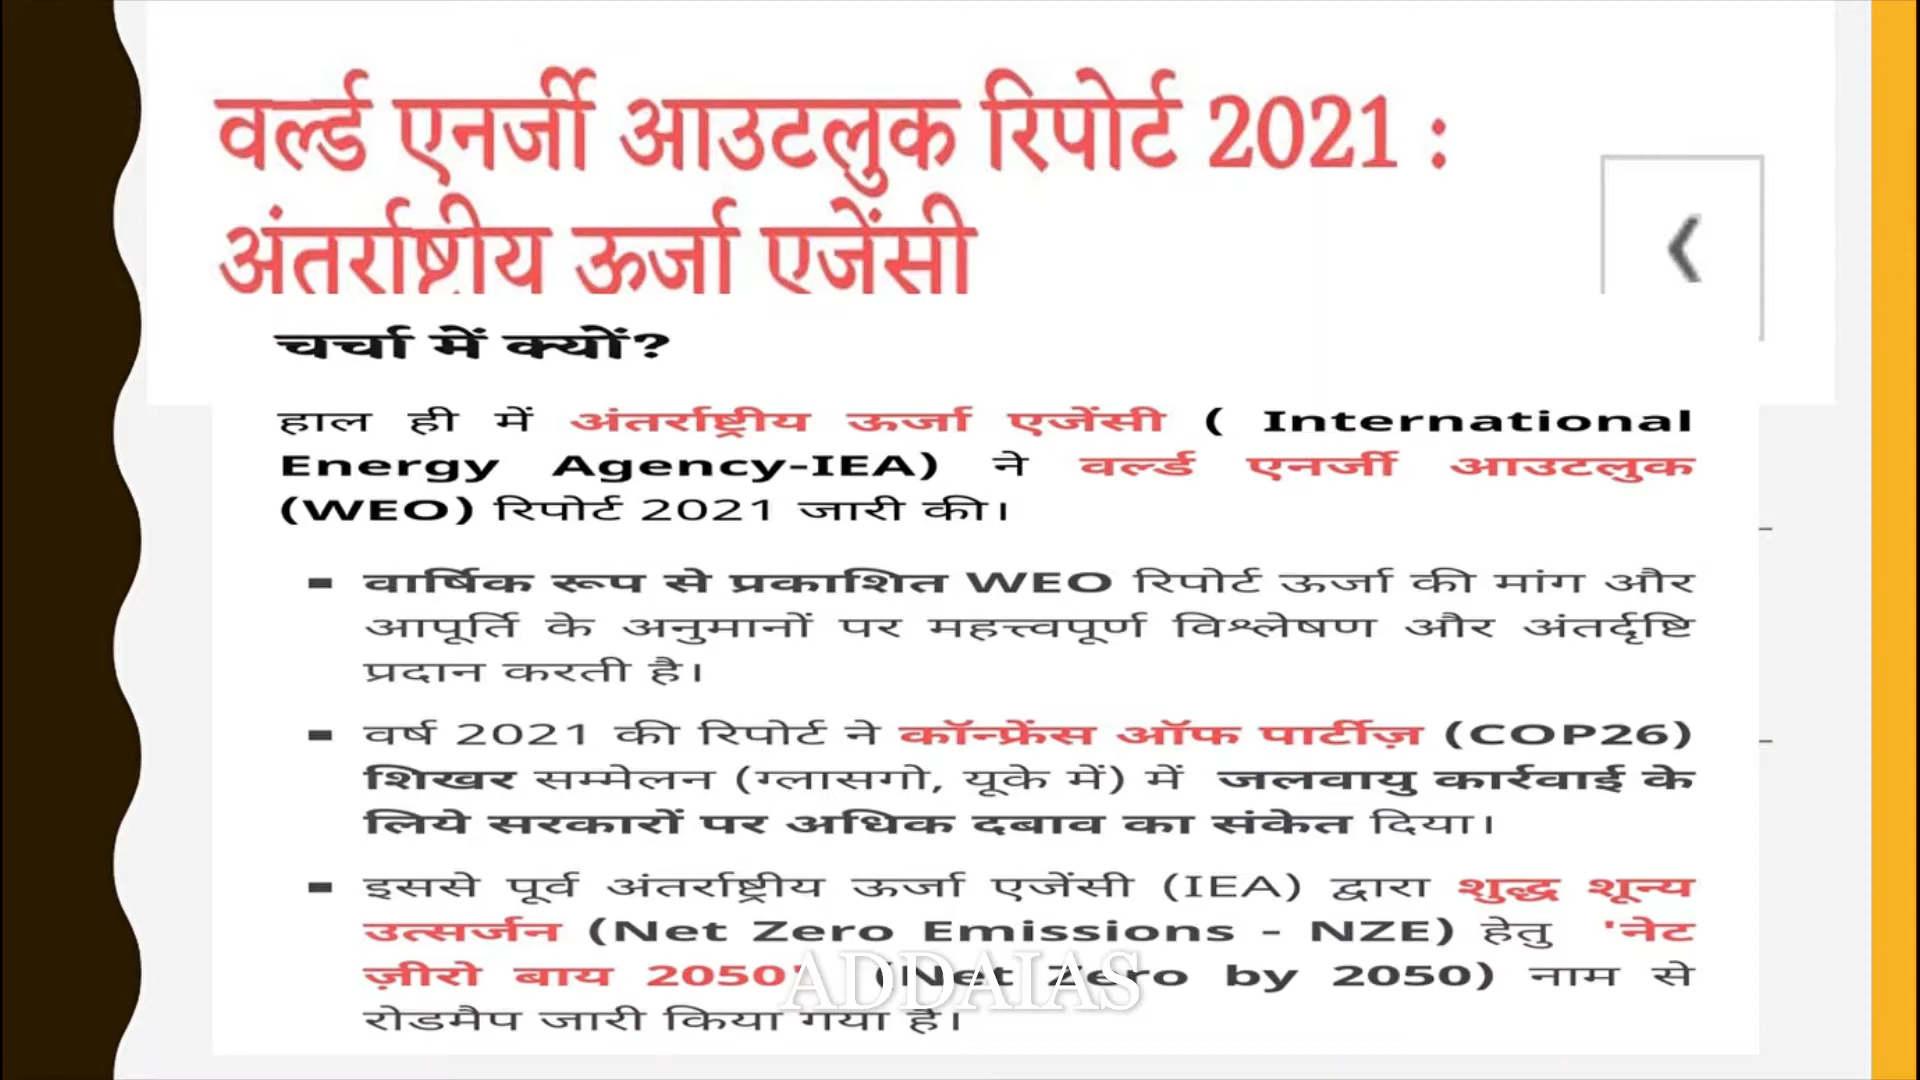 वर्ल्ड एनर्जी आउटलुक रिपोर्ट 2021 :
अंतर्राष्ट्रीय ऊर्जा एजेंसी
चर्चा में क्यों?
हाल ही में अंतर्राष्ट्रीय ऊर्जा एजेंसी ( International
Energy Agency-IEA) ने वर्ल्ड एनर्जी आउटलुक
(WEO) रिपोर्ट 2021 जारी की।
▪ वार्षिक रूप से प्रकाशित WEO रिपोर्ट ऊर्जा की मांग और
आपूर्ति के अनुमानों पर महत्त्वपूर्ण विश्लेषण और अंतर्दृष्टि
प्रदान करती है।
▪ वर्ष 2021 की रिपोर्ट ने कॉन्फ्रेंस ऑफ पार्टीज़ (COP26)
शिखर सम्मेलन (ग्लासगो, यूके में) में जलवायु कार्रवाई के
लिये सरकारों पर अधिक दबाव का संकेत दिया।
▪ इससे पूर्व अंतर्राष्ट्रीय ऊर्जा एजेंसी (IEA) द्वारा शुद्ध शून्य
उत्सर्जन (Net Zero Emissions - NZE) हेतु 'नेट
ज़ीरो बाय 2050' (Net Zero by 2050) नाम से
ADDAIAS
रोडमैप जारी किया गया है।